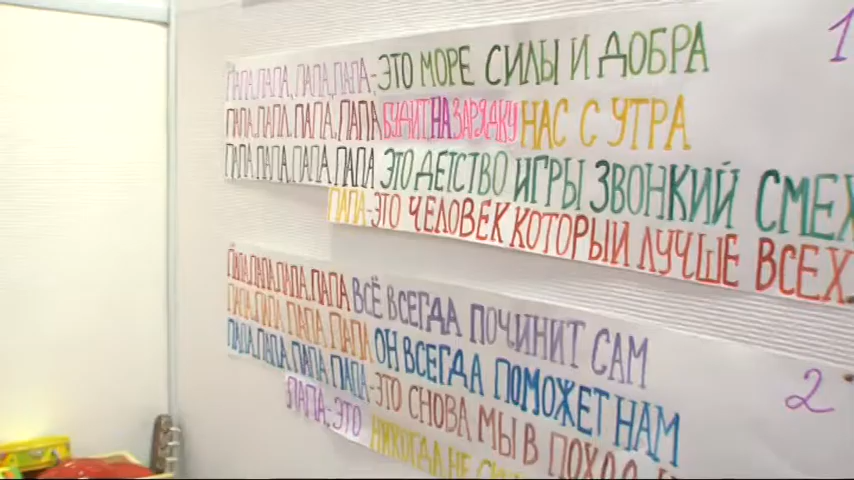 ПАПА, ПАПА, ПАПА, ПАПА,-ЭТО МОРЕ СИЛЫ И ДОБРА 1
ПАПА, ПАПА, ПАПА, ПАПА БУДИТ НА ЗАРЯДКУ НАС С УТРА
ПАПА, ПАПА, ПАПА, ПАПА ЭТО ДЕТСТВО ИГРЫ ЗВОНКИЙ СМЕХ
ПАПА-ЭТО ЧЕЛОВЕК КОТОРЫЙ ЛУЧШЕ ВСЕХ
ПАПА, ПАПА, ПАПА, ПАПА ВСЁ ВСЕГДА ПОЧИНИТ САМ
ПАПА, ПАПА, ПАПА, ПАПА ОН ВСЕГДА ПОМОЖЕТ НАМ 2
ПАПА, ПАПА, ПАПА, ПАПА-ЭТО СНОВА МЫ В ПОХОД
ПАПА-ЭТО НИКОГДА НЕ